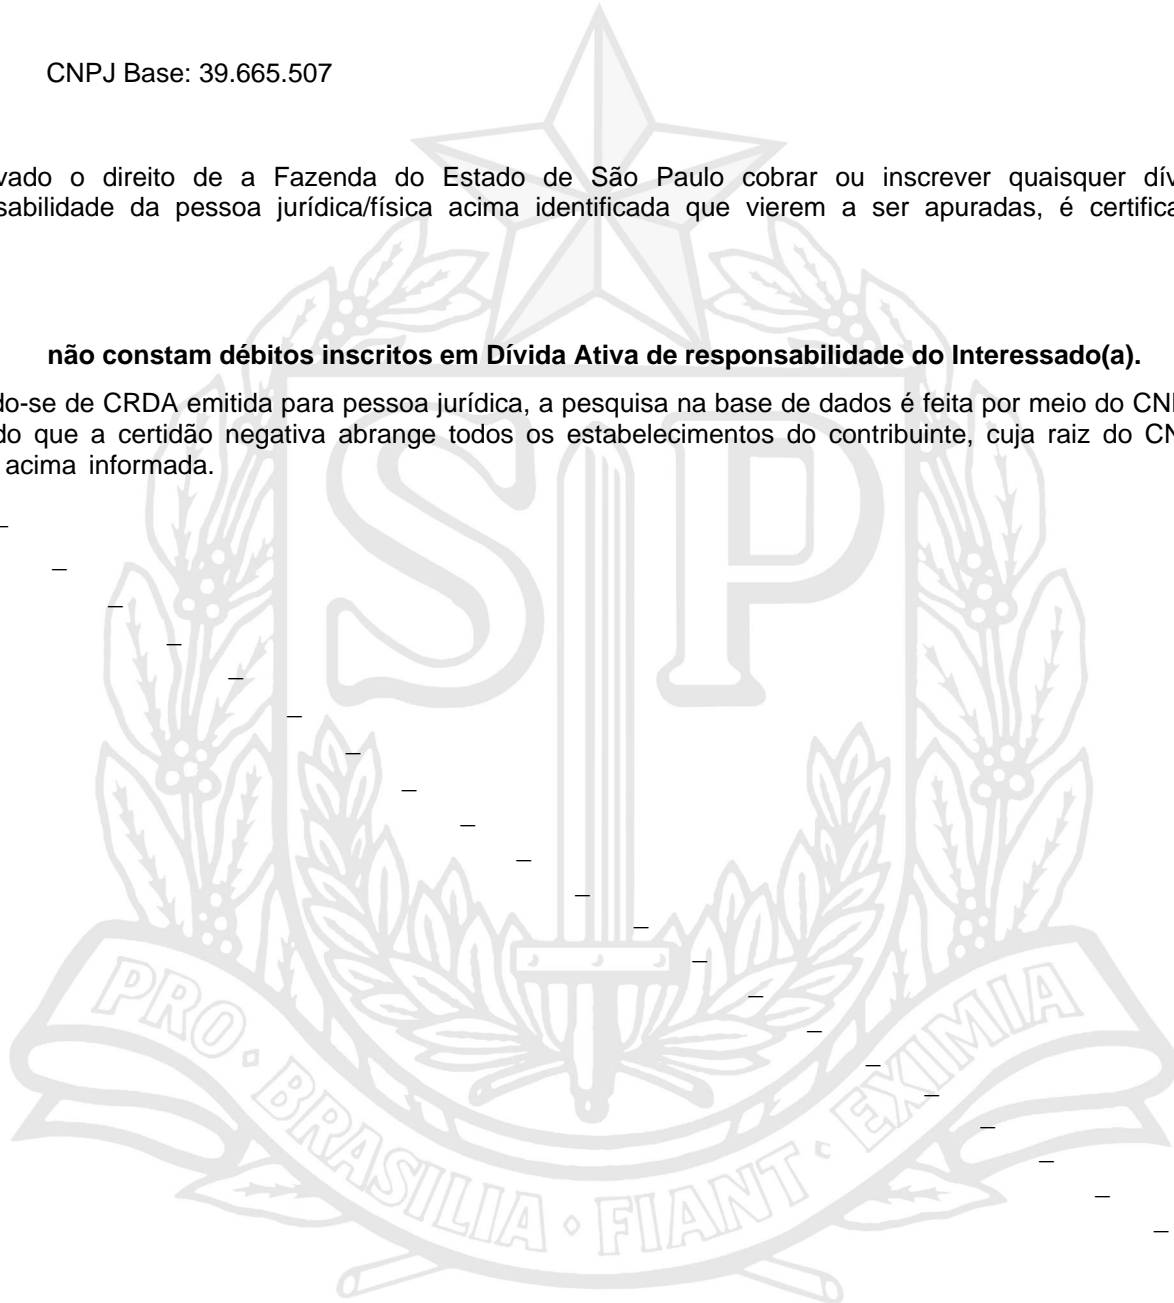 CNPJ Base: 39.665.507
vado o direito de a Fazenda do Estado de São Paulo cobrar ou inscrever quaisquer dív
sabilidade da pessoa jurídica/física acima identificada que vierem a ser apuradas, é certifica
não constam débitos inscritos em Dívida Ativa de responsabilidade do Interessado(a).
do-se de CRDA emitida para pessoa jurídica, a pesquisa na base de dados é feita por meio do CN
do que a certidão negativa abrange todos os estabelecimentos do contribuinte, cuja raiz do CN
acima informada.
SP
PRO · BRASILIA · FIANT · EXIMIA